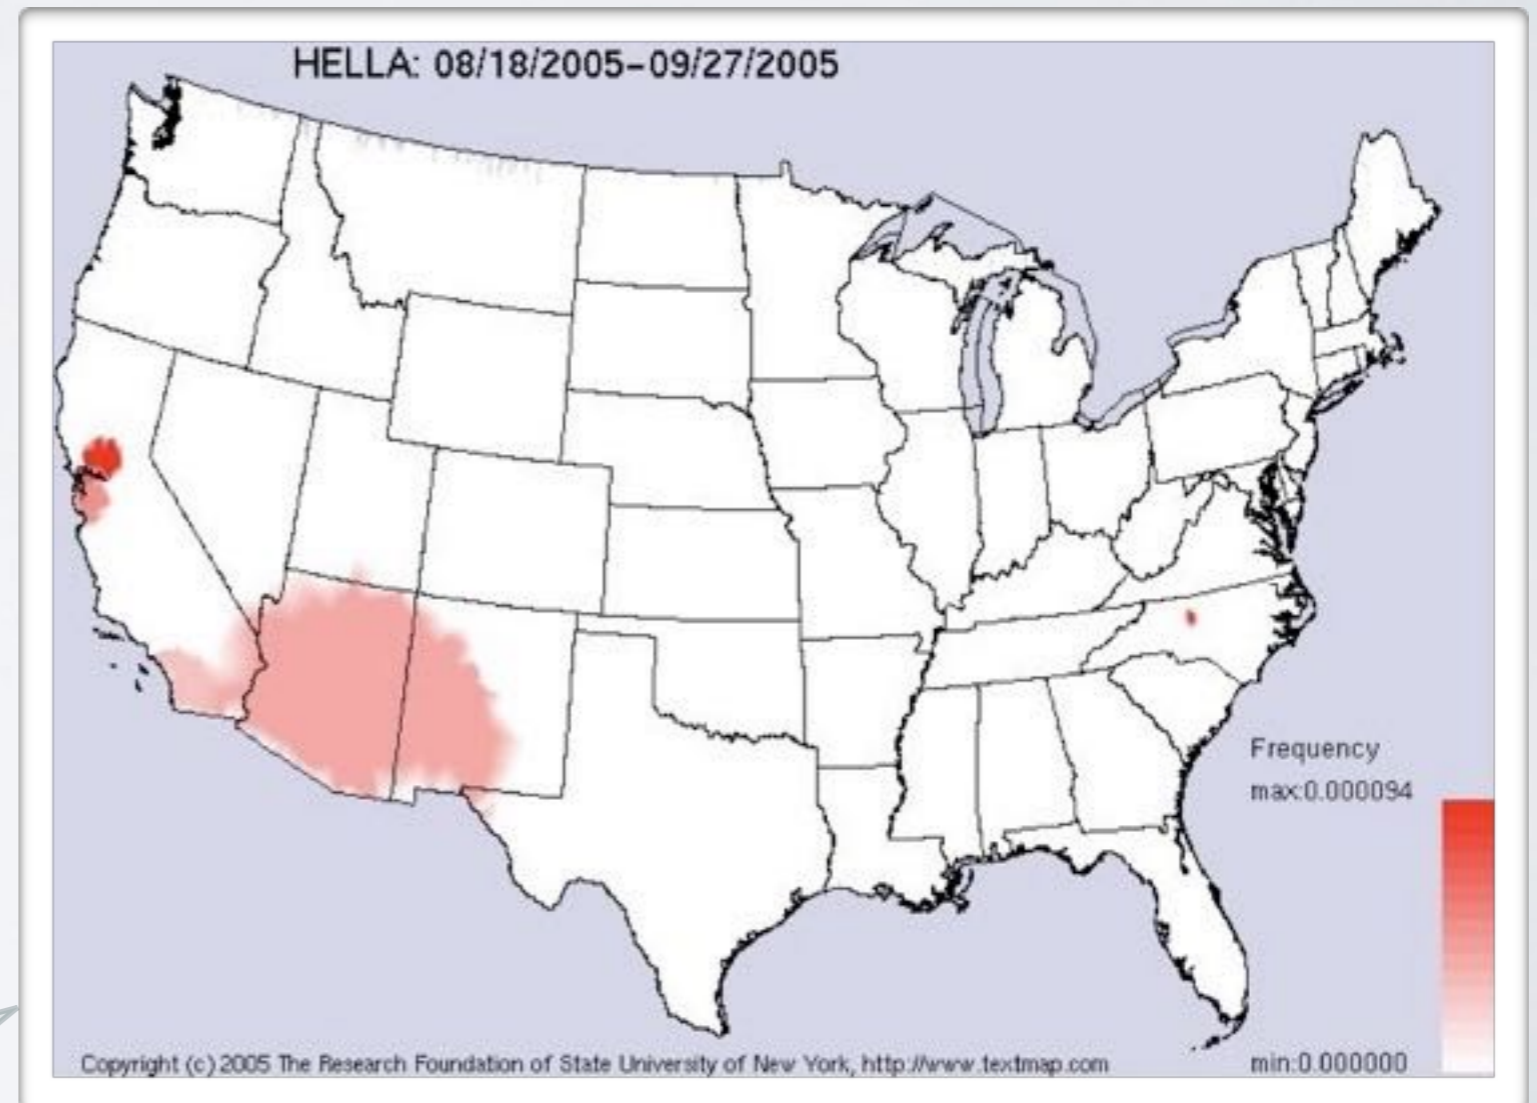 HELLA: 08/18/2005-09/27/2005
Frequency
max:0.000094
min:0.000000
Copyright (c) 2005 The Research Foundation of State University of New York, http://www.textmap.com